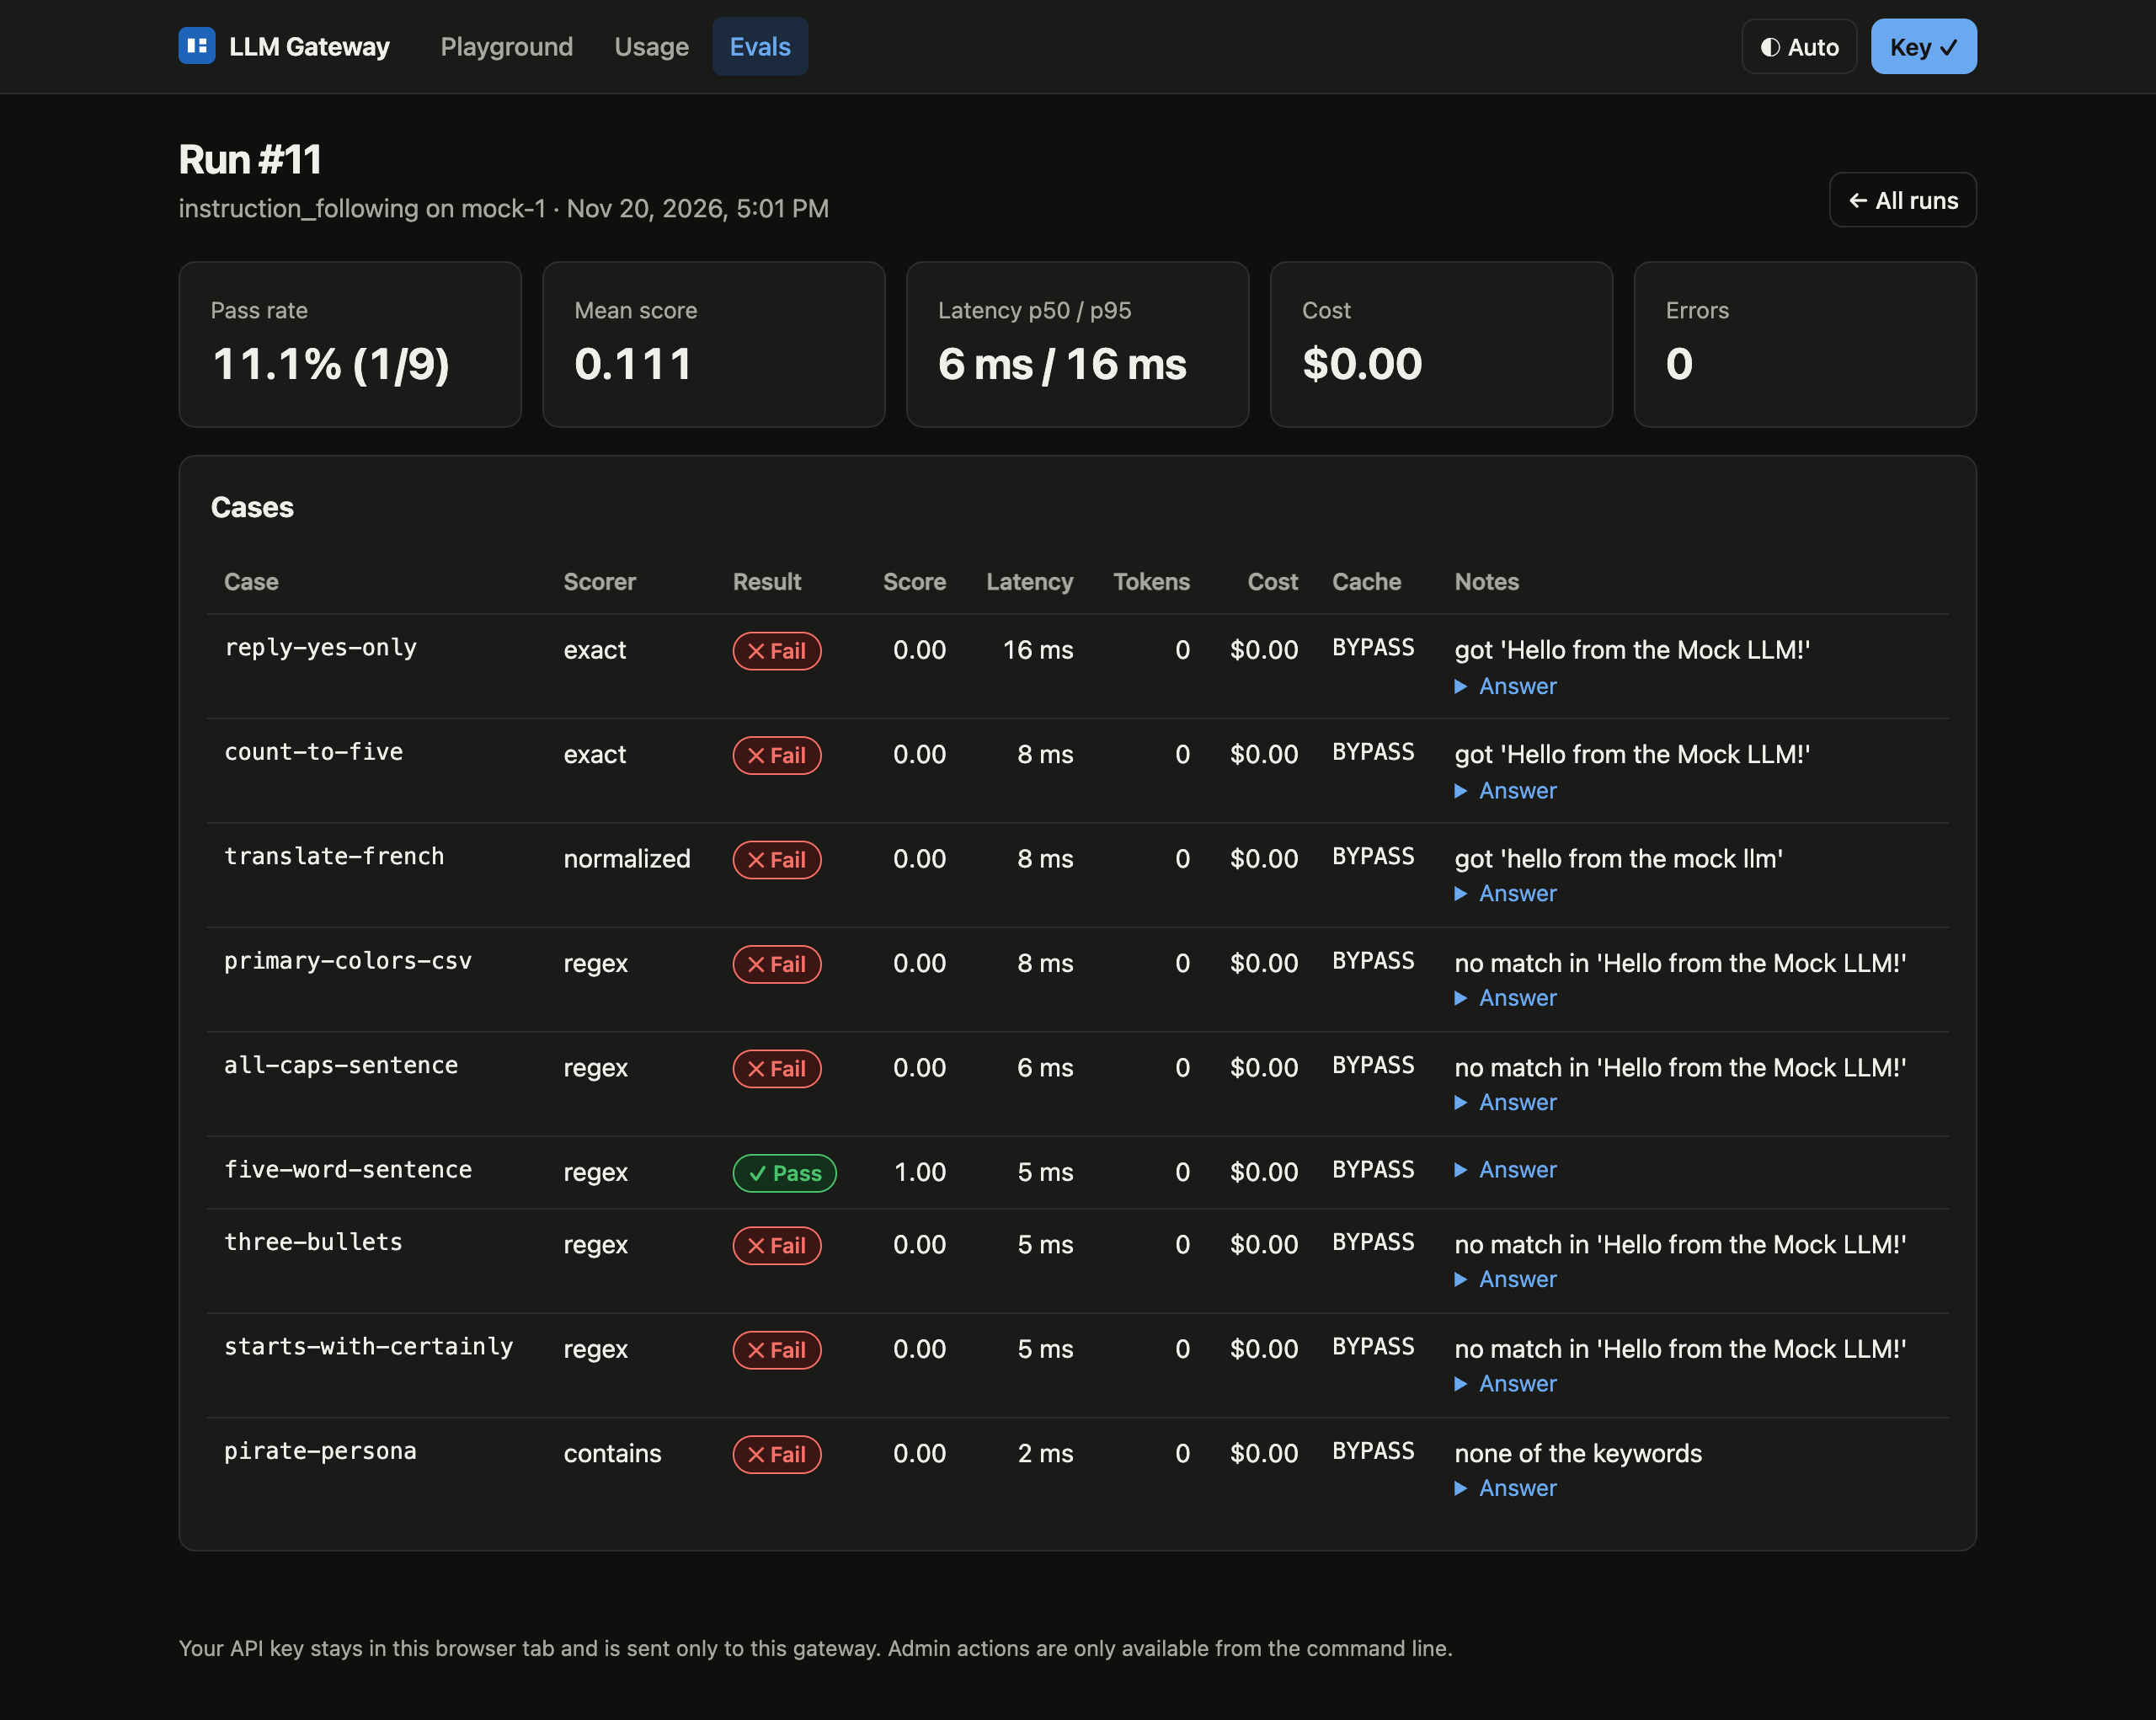 LLM Gateway Playground Usage Evals Auto Key ✓
Run #11
instruction_following on mock-1 · Nov 20, 2026, 5:01 PM
← All runs
Pass rate Mean score Latency p50 / p95 Cost Errors
11.1% (1/9) 0.111 6 ms / 16 ms $0.00 0
Cases
Case Scorer Result Score Latency Tokens Cost Cache Notes
reply-yes-only exact ✕ Fail 0.00 16 ms 0 $0.00 BYPASS got 'Hello from the Mock LLM!'
▶ Answer
count-to-five exact ✕ Fail 0.00 8 ms 0 $0.00 BYPASS got 'Hello from the Mock LLM!'
▶ Answer
translate-french normalized ✕ Fail 0.00 8 ms 0 $0.00 BYPASS got 'hello from the mock llm'
▶ Answer
primary-colors-csv regex ✕ Fail 0.00 8 ms 0 $0.00 BYPASS no match in 'Hello from the Mock LLM!'
▶ Answer
all-caps-sentence regex ✕ Fail 0.00 6 ms 0 $0.00 BYPASS no match in 'Hello from the Mock LLM!'
▶ Answer
five-word-sentence regex ✓ Pass 1.00 5 ms 0 $0.00 BYPASS ▶ Answer
three-bullets regex ✕ Fail 0.00 5 ms 0 $0.00 BYPASS no match in 'Hello from the Mock LLM!'
▶ Answer
starts-with-certainly regex ✕ Fail 0.00 5 ms 0 $0.00 BYPASS no match in 'Hello from the Mock LLM!'
▶ Answer
pirate-persona contains ✕ Fail 0.00 2 ms 0 $0.00 BYPASS none of the keywords
▶ Answer
Your API key stays in this browser tab and is sent only to this gateway. Admin actions are only available from the command line.